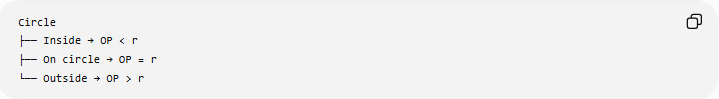 Circle
├── Inside → OP < r
├── On circle → OP = r
└── Outside → OP > r